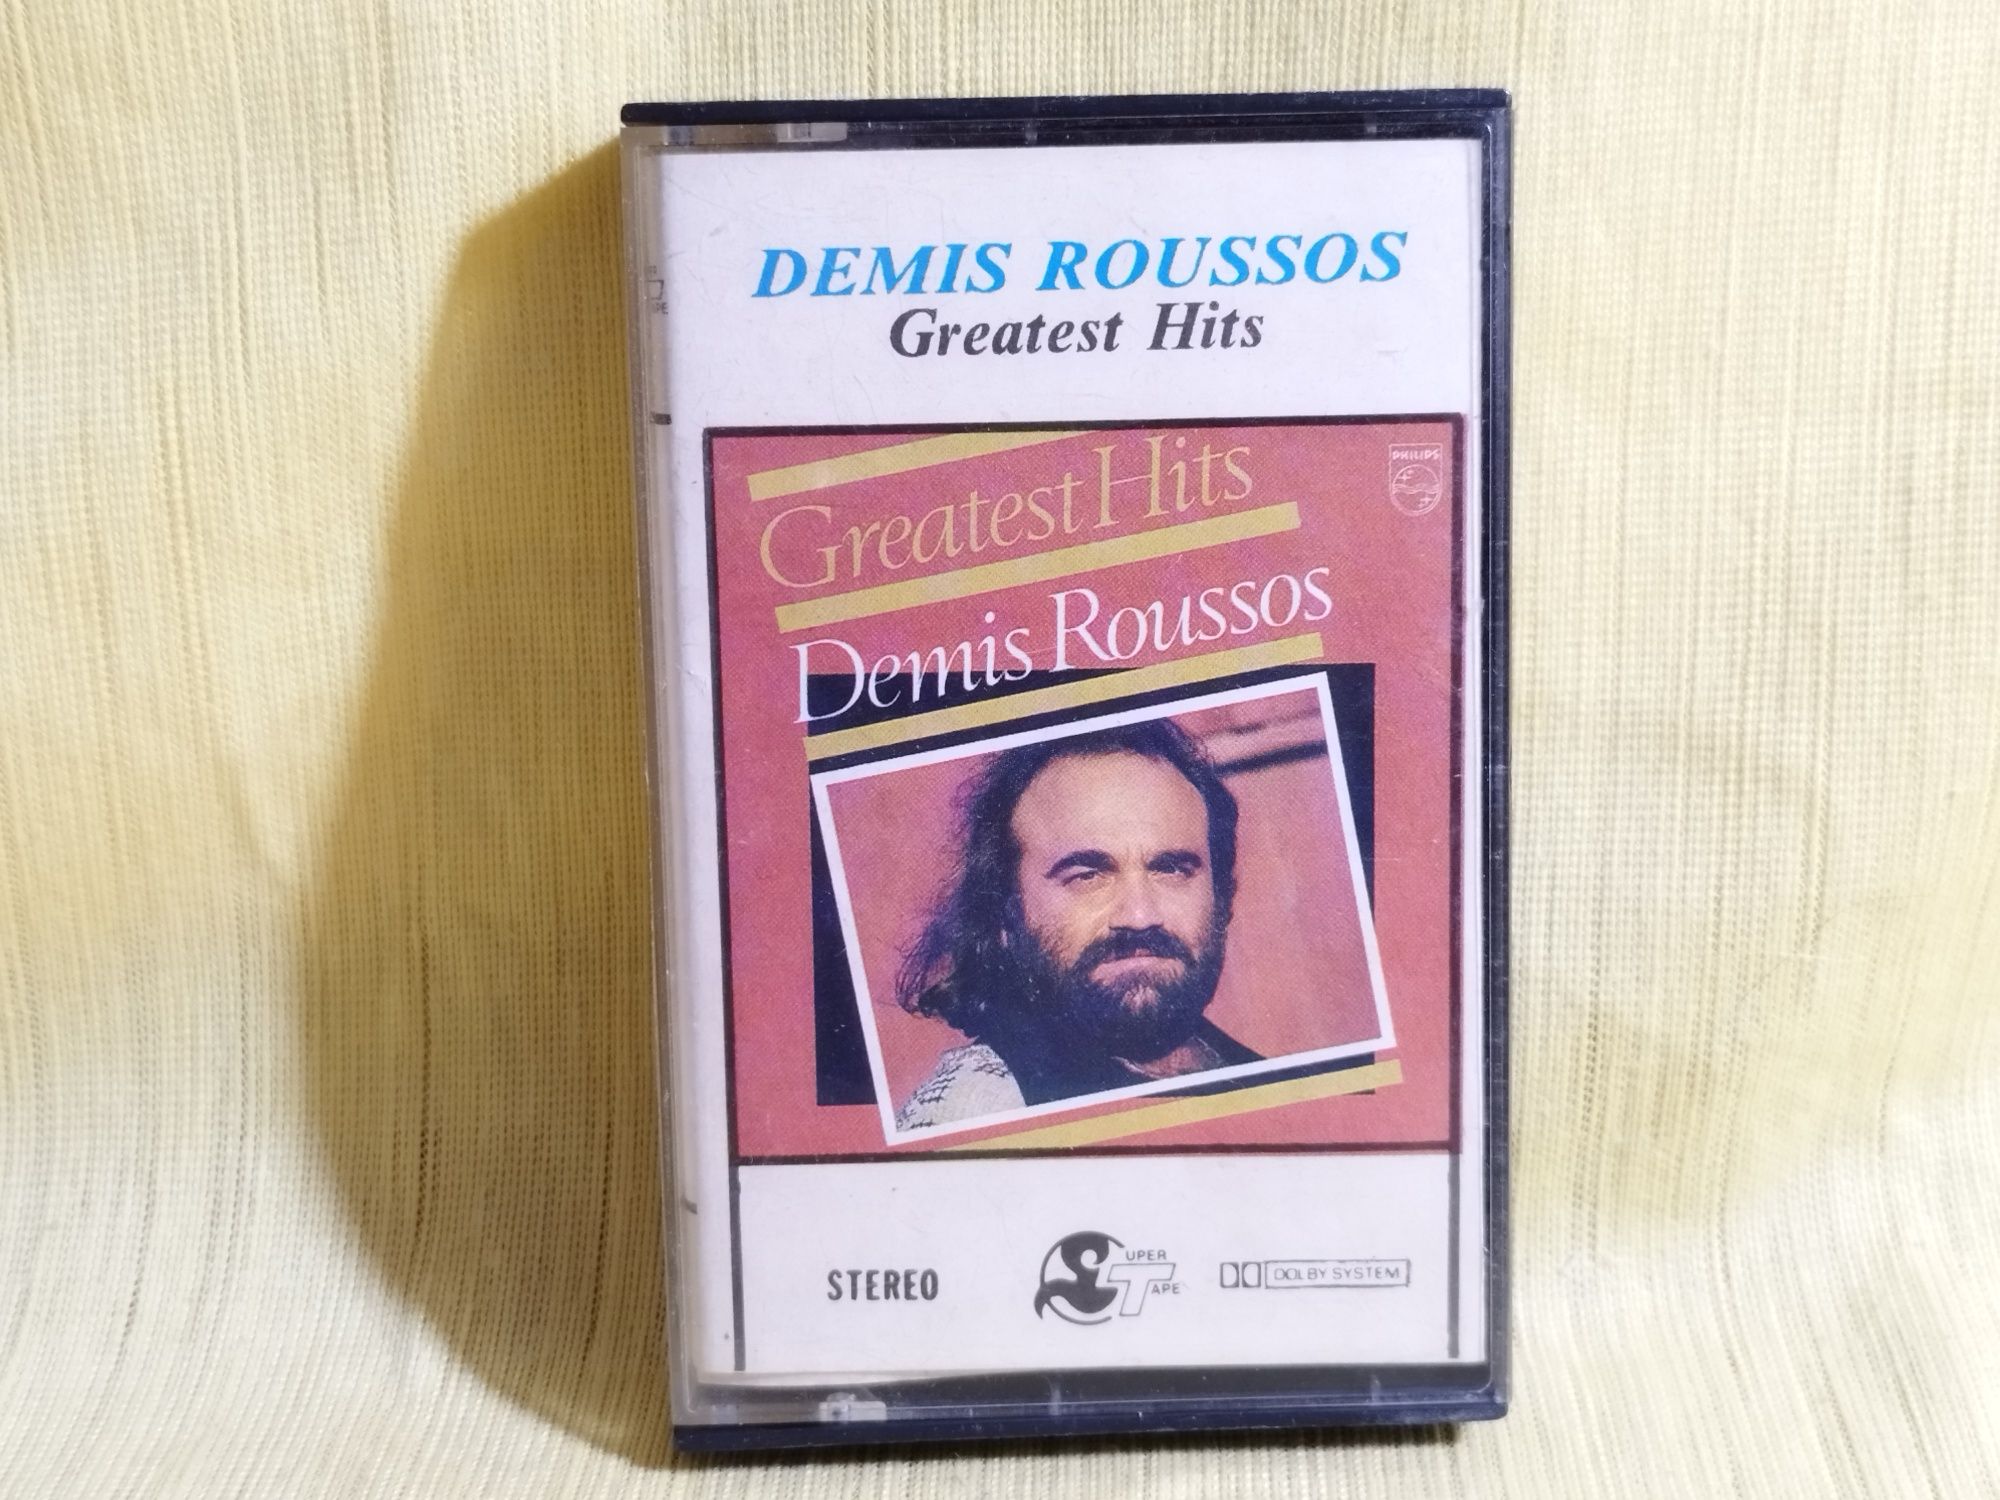 DEMIS ROUSSOS
Greatest Hits
PHILIPS
Greatest Hits
Demis Roussos
STEREO
SUPER
TAPE
DOLBY SYSTEM